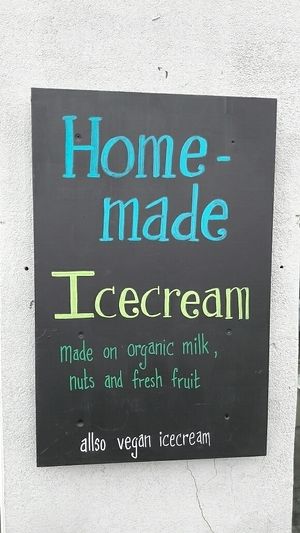 Home-
made
Icecream
made on organic milk,
nuts and fresh fruit
allso vegan icecream